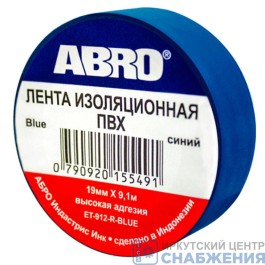 ABRO®
ЛЕНТА ИЗОЛЯЦИОННАЯ
ПВХ
Blue
синий
0 790920 155491
19мм X 9,1м
высокая адгезия
ET-912-R-BLUE
АБРО Индастрис Инк • сделано в Индонезии
ИРКУТСКИЙ ЦЕНТР
СНАБЖЕНИЯ